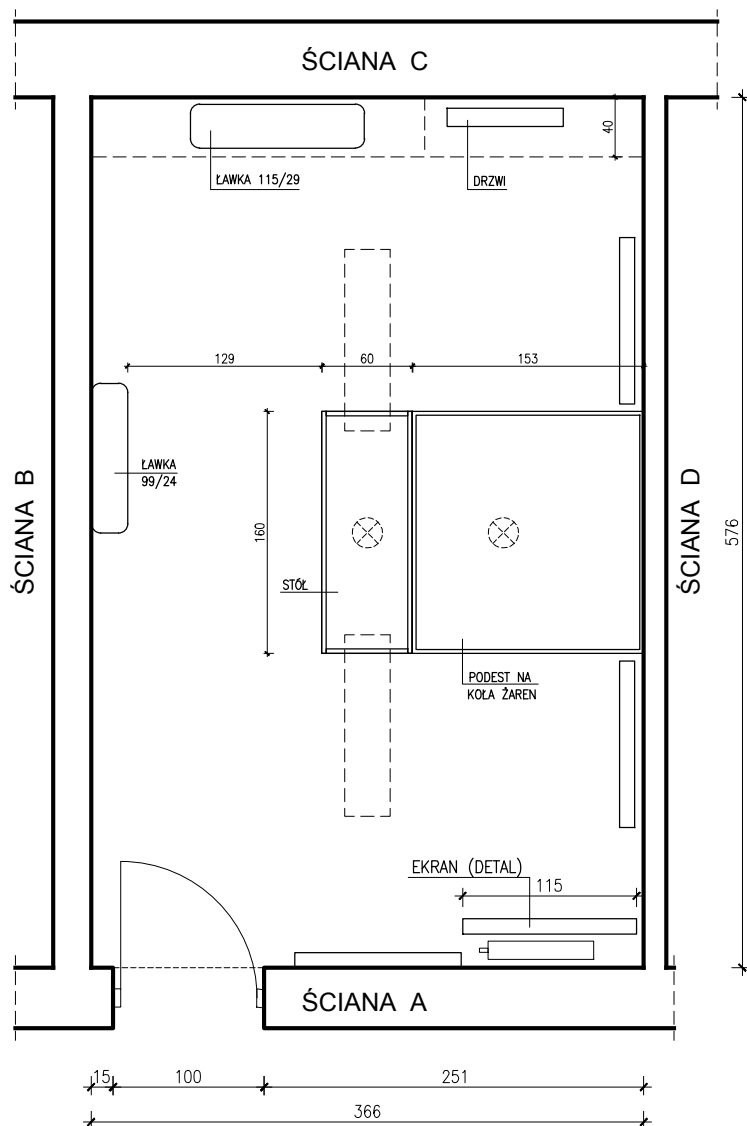 ŚCIANA C
40
ŁAWKA 115/29
DRZWI
129
60
153
ŁAWKA
99/24
ŚCIANA B
160
ŚCIANA D
576
STÓŁ
PODEST NA
KOŁA ŻAREN
EKRAN (DETAL)
115
ŚCIANA A
15
100
251
366